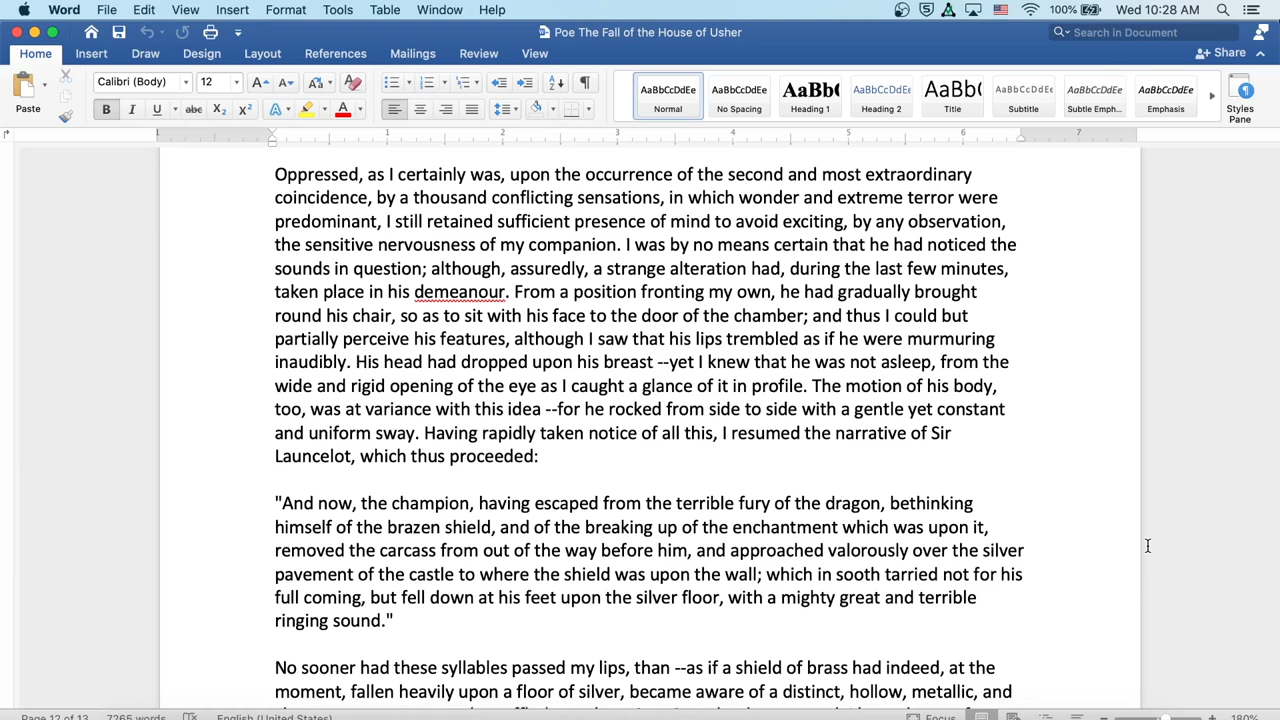 Word File Edit View Insert Format Tools Table Window Help 100% Wed 10:28 AM
Poe The Fall of the House of Usher
Search in Document
Home Insert Draw Design Layout References Mailings Review View Share
Paste
Calibri (Body) 12
AaBbCcDdEe AaBbCcDdEe AaBbC AaBbCcDdEe AaBbC AaBbCcDdEe AaBbCcDdEe AaBbCcDdEe
Normal No Spacing Heading 1 Heading 2 Title Subtitle Subtle Emph... Emphasis Styles Pane
B I U abc X₂ X²
1 1 2 3 4 5 6 7
Oppressed, as I certainly was, upon the occurrence of the second and most extraordinary
coincidence, by a thousand conflicting sensations, in which wonder and extreme terror were
predominant, I still retained sufficient presence of mind to avoid exciting, by any observation,
the sensitive nervousness of my companion. I was by no means certain that he had noticed the
sounds in question; although, assuredly, a strange alteration had, during the last few minutes,
taken place in his demeanour. From a position fronting my own, he had gradually brought
round his chair, so as to sit with his face to the door of the chamber; and thus I could but
partially perceive his features, although I saw that his lips trembled as if he were murmuring
inaudibly. His head had dropped upon his breast --yet I knew that he was not asleep, from the
wide and rigid opening of the eye as I caught a glance of it in profile. The motion of his body,
too, was at variance with this idea --for he rocked from side to side with a gentle yet constant
and uniform sway. Having rapidly taken notice of all this, I resumed the narrative of Sir
Launcelot, which thus proceeded:
"And now, the champion, having escaped from the terrible fury of the dragon, bethinking
himself of the brazen shield, and of the breaking up of the enchantment which was upon it,
removed the carcass from out of the way before him, and approached valorously over the silver
pavement of the castle to where the shield was upon the wall; which in sooth tarried not for his
full coming, but fell down at his feet upon the silver floor, with a mighty great and terrible
ringing sound."
No sooner had these syllables passed my lips, than --as if a shield of brass had indeed, at the
moment, fallen heavily upon a floor of silver, became aware of a distinct, hollow, metallic, and
Page 12 of 13 7265 words English (United States) Focus 180%